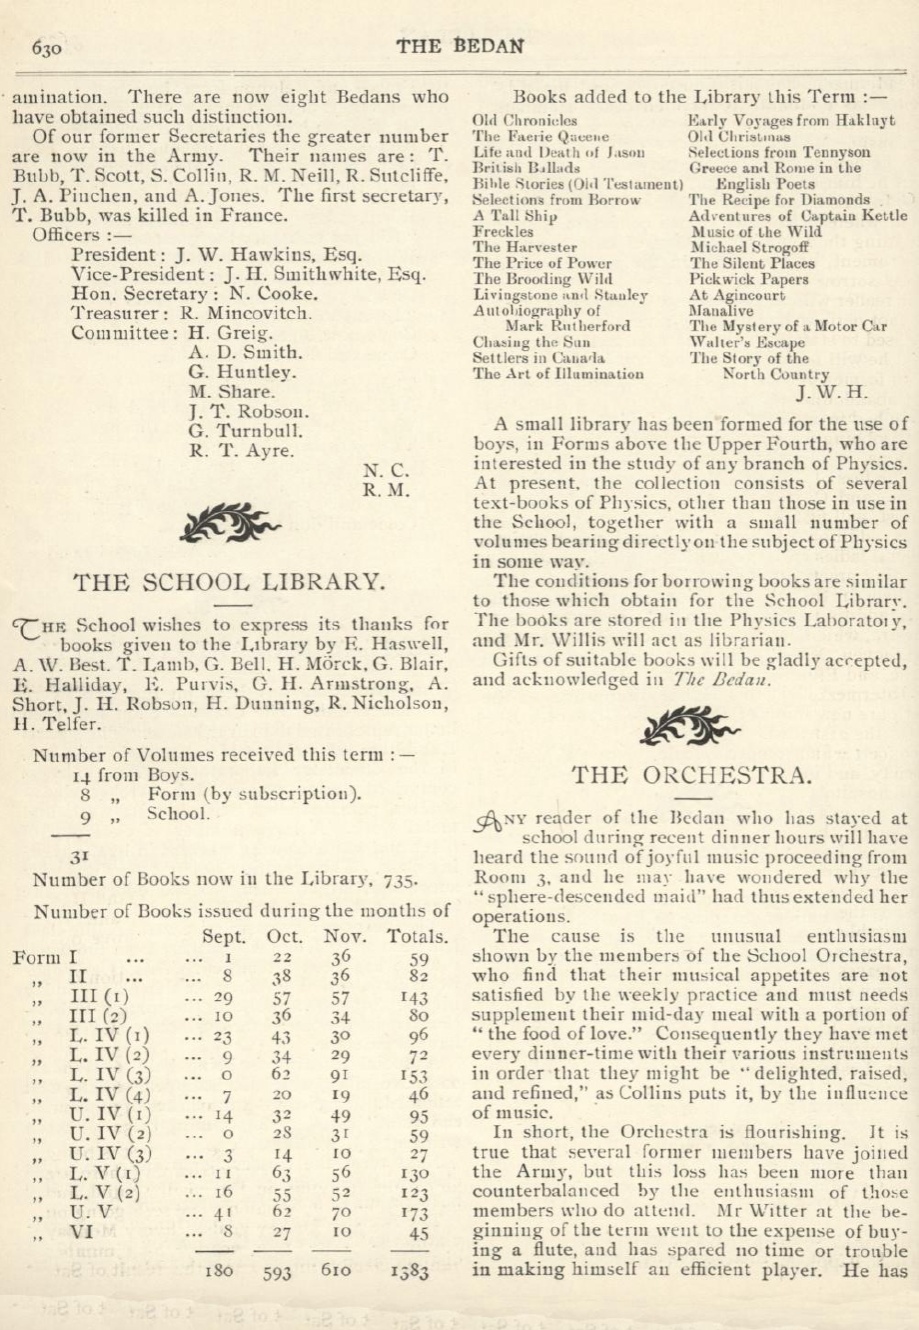 630
THE BEDAN
amination. There are now eight Bedans who
have obtained such distinction.
Of our former Secretaries the greater number
are now in the Army. Their names are: T.
Bubb, T. Scott, S. Collin, R. M. Neill, R. Sutcliffe,
J. A. Pinchen, and A. Jones. The first secretary,
T. Bubb, was killed in France.
Officers :—
President : J. W. Hawkins, Esq.
Vice-President : J. H. Smithwhite, Esq.
Hon. Secretary : N. Cooke.
Treasurer : R. Mincovitch.
Committee : H. Greig.
A. D. Smith.
G. Huntley.
M. Share.
J. T. Robson.
G. Turnbull.
R. T. Ayre.
N. C.
R. M.
THE SCHOOL LIBRARY.
THE School wishes to express its thanks for
books given to the Library by E. Haswell,
A. W. Best. T. Lamb, G. Bell, H. Mörck, G. Blair,
E. Halliday, E. Purvis, G. H. Armstrong, A.
Short, J. H. Robson, H. Dunning, R. Nicholson,
H. Telfer.
Number of Volumes received this term : —
14 from Boys.
8 „ Form (by subscription).
9 „ School.
31
Number of Books now in the Library, 735.
Number of Books issued during the months of
Sept. Oct. Nov. Totals.
Form I ... ... 1 22 36 59
„ II ... ... 8 38 36 82
„ III (1) ... 29 57 57 143
„ III (2) ... 10 36 34 80
„ L. IV (1) ... 23 43 30 96
„ L. IV (2) ... 9 34 29 72
„ L. IV (3) ... 0 62 91 153
„ L. IV (4) ... 7 20 19 46
„ U. IV (1) ... 14 32 49 95
„ U. IV (2) ... 0 28 31 59
„ U. IV (3) ... 3 14 10 27
„ L. V (1) ... 11 63 56 130
„ L. V (2) ... 16 55 52 123
„ U. V ... 41 62 70 173
„ VI ... 8 27 10 45
180 593 610 1383
Books added to the Library this Term :—
Old Chronicles
The Faerie Queene
Life and Death of Jason
British Ballads
Bible Stories (Old Testament)
Selections from Borrow
A Tall Ship
Freckles
The Harvester
The Price of Power
The Brooding Wild
Livingstone and Stanley
Autobiography of
Mark Rutherford
Chasing the Sun
Settlers in Canada
The Art of Illumination
Early Voyages from Hakluyt
Old Christmas
Selections from Tennyson
Greece and Rome in the
English Poets
The Recipe for Diamonds
Adventures of Captain Kettle
Music of the Wild
Michael Strogoff
The Silent Places
Pickwick Papers
At Agincourt
Manalive
The Mystery of a Motor Car
Walter's Escape
The Story of the
North Country
J. W. H.
A small library has been formed for the use of
boys, in Forms above the Upper Fourth, who are
interested in the study of any branch of Physics.
At present, the collection consists of several
text-books of Physics, other than those in use in
the School, together with a small number of
volumes bearing directly on the subject of Physics
in some way.
The conditions for borrowing books are similar
to those which obtain for the School Library.
The books are stored in the Physics Laboratory,
and Mr. Willis will act as librarian.
Gifts of suitable books will be gladly accepted,
and acknowledged in The Bedan.
THE ORCHESTRA.
ANY reader of the Bedan who has stayed at
school during recent dinner hours will have
heard the sound of joyful music proceeding from
Room 3, and he may have wondered why the
“sphere-descended maid” had thus extended her
operations.
The cause is the unusual enthusiasm
shown by the members of the School Orchestra,
who find that their musical appetites are not
satisfied by the weekly practice and must needs
supplement their mid-day meal with a portion of
“the food of love.” Consequently they have met
every dinner-time with their various instruments
in order that they might be “delighted, raised,
and refined,” as Collins puts it, by the influence
of music.
In short, the Orchestra is flourishing. It is
true that several former members have joined
the Army, but this loss has been more than
counterbalanced by the enthusiasm of those
members who do attend. Mr Witter at the be-
ginning of the term went to the expense of buy-
ing a flute, and has spared no time or trouble
in making himself an efficient player. He has